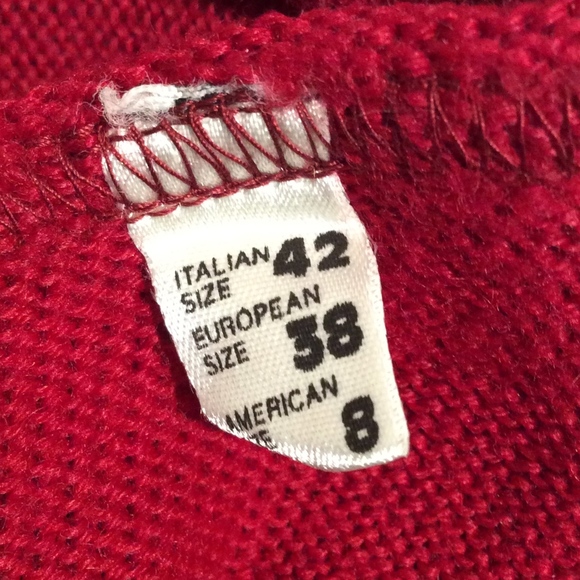 ITALIAN 42
SIZE
EUROPEAN
SIZE 38
AMERICAN
8